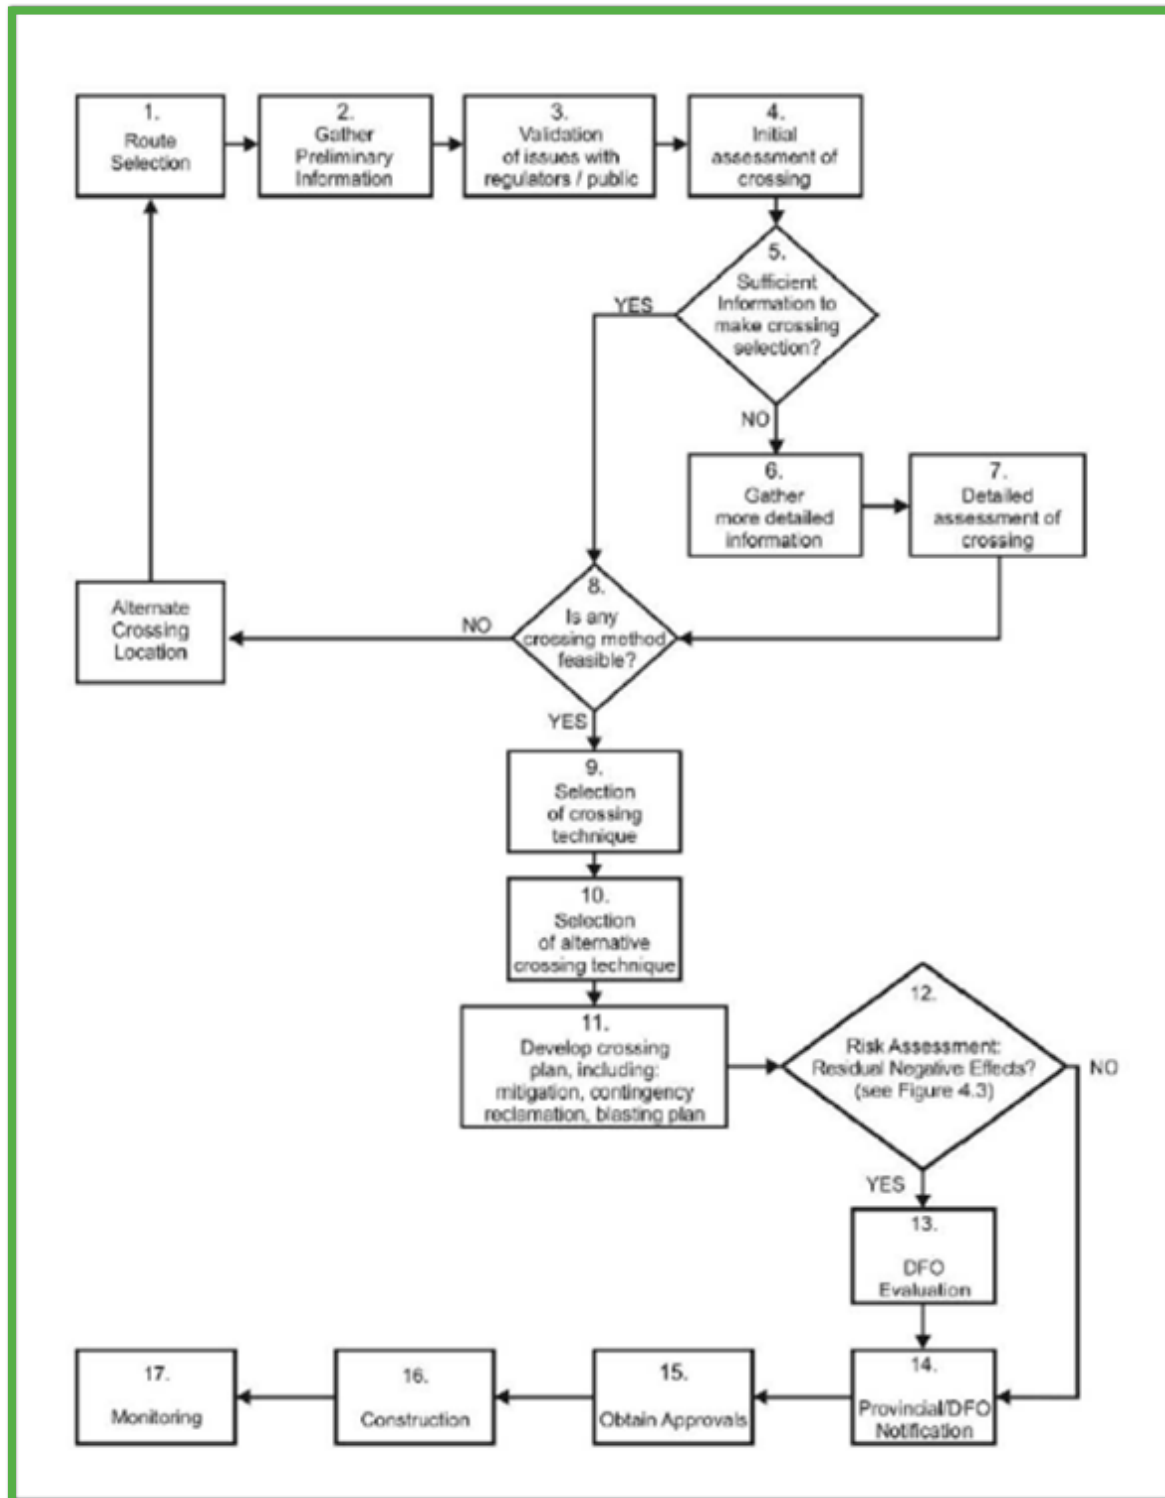 1.
Route
Selection
2.
Gather
Preliminary
Information
3.
Validation
of issues with
regulators / public
4.
Initial
assessment of
crossing
5.
Sufficient
Information to
make crossing
selection?
YES
NO
6.
Gather
more detailed
information
7.
Detailed
assessment of
crossing
8.
Is any
crossing method
feasible?
NO
Alternate
Crossing
Location
YES
9.
Selection
of crossing
technique
10.
Selection
of alternative
crossing technique
11.
Develop crossing
plan, including:
mitigation, contingency
reclamation, blasting plan
12.
Risk Assessment:
Residual Negative Effects?
(see Figure 4.3)
NO
YES
13.
DFO
Evaluation
14.
Provincial/DFO
Notification
15.
Obtain Approvals
16.
Construction
17.
Monitoring